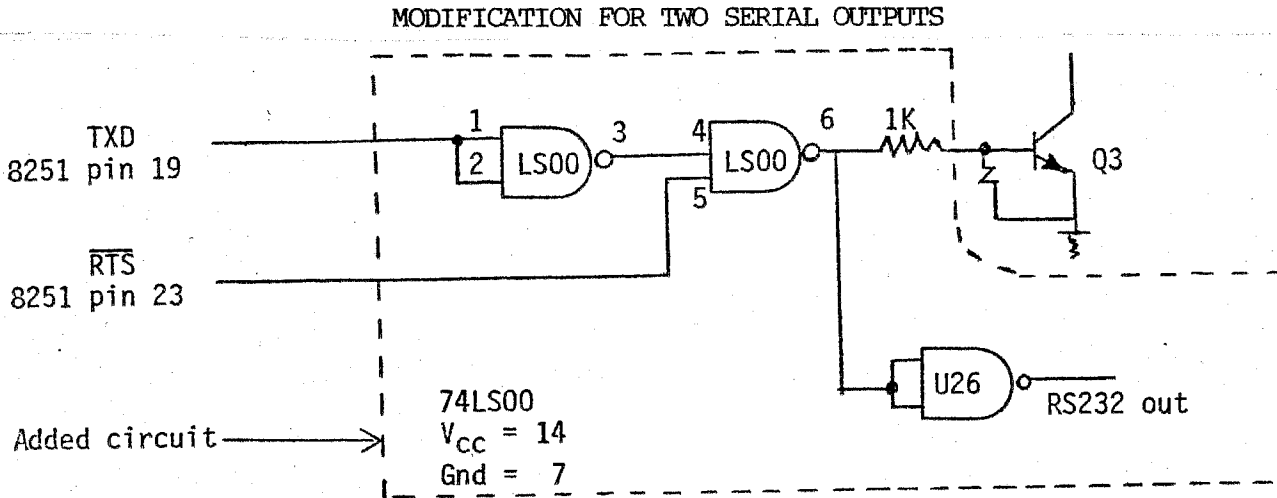 MODIFICATION FOR TWO SERIAL OUTPUTS
TXD
8251 pin 19
1
2
LS00
3
4
5
LS00
6
1K
Q3
R̅T̅S̅
8251 pin 23
U26
RS232 out
74LS00
VCC = 14
Gnd = 7
Added circuit